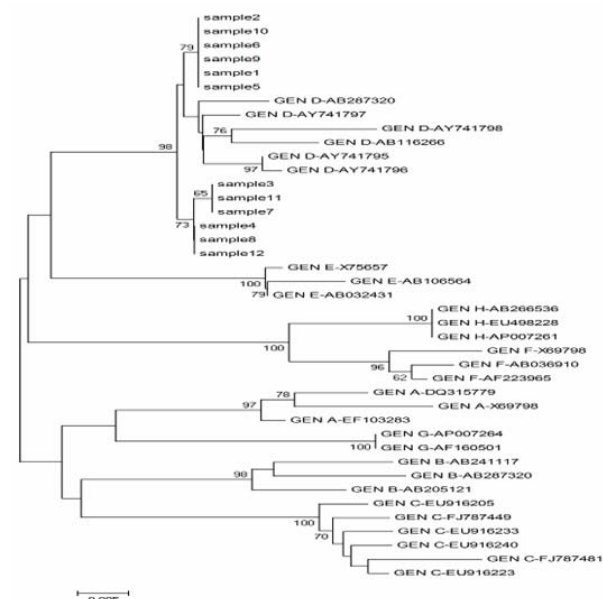 sample2
sample10
79
sample6
sample9
sample1
sample5
GEN D-AB287320
GEN D-AY741797
76
GEN D-AY741798
GEN D-AB116266
98
GEN D-AY741795
97
GEN D-AY741796
sample3
65
sample11
sample7
73
sample4
sample8
sample12
GEN E-X75657
100
GEN E-AB106564
79
GEN E-AB032431
GEN H-AB266536
100
GEN H-EU498228
GEN H-AP007261
100
GEN F-X69798
96
GEN F-AB036910
62
GEN F-AF223965
78
GEN A-DQ315779
97
GEN A-X69798
GEN A-EF103283
GEN G-AP007264
100
GEN G-AF160501
GEN B-AB241117
98
GEN B-AB287320
GEN B-AB205121
GEN C-EU916205
100
GEN C-FJ787449
70
GEN C-EU916233
GEN C-EU916240
GEN C-FJ787481
GEN C-EU916223